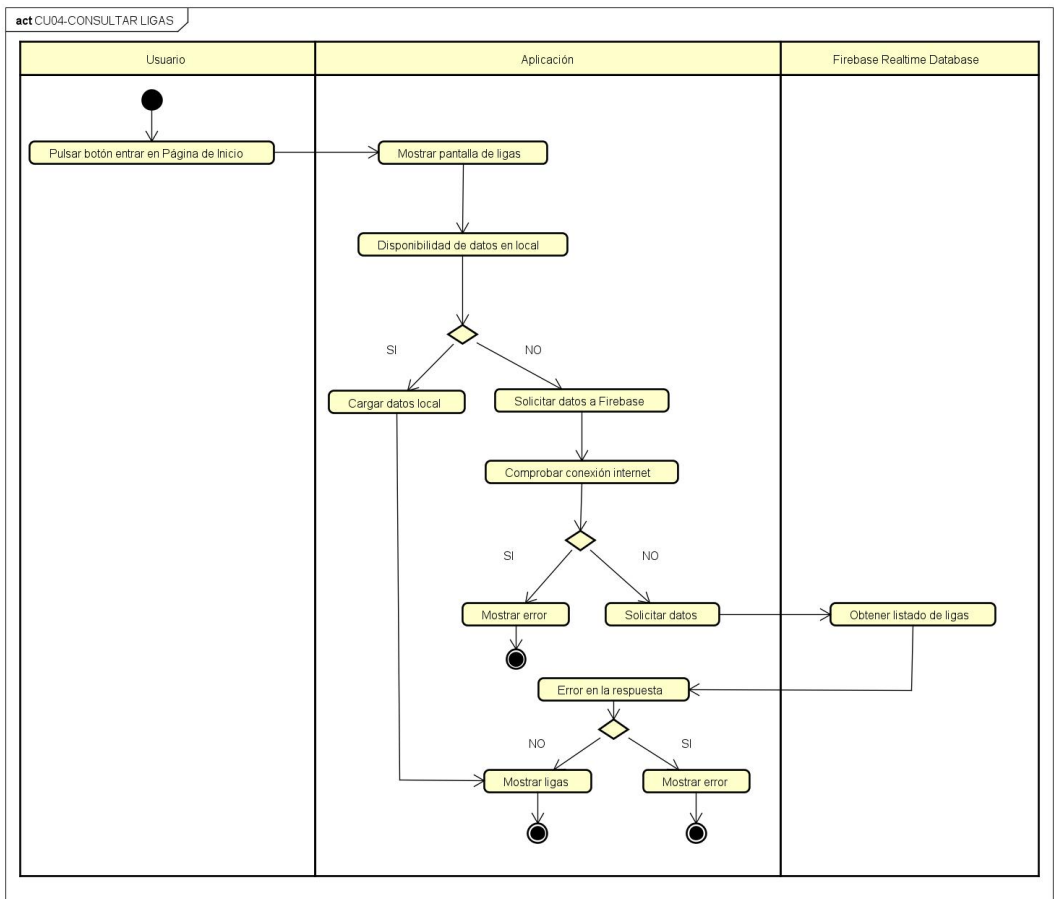 act CU04-CONSULTAR LIGAS
Usuario
Aplicación
Firebase Realtime Database
Pulsar botón entrar en Página de Inicio
Mostrar pantalla de ligas
Disponibilidad de datos en local
SI
NO
Cargar datos local
Solicitar datos a Firebase
Comprobar conexión internet
SI
NO
Mostrar error
Solicitar datos
Obtener listado de ligas
Error en la respuesta
NO
SI
Mostrar ligas
Mostrar error